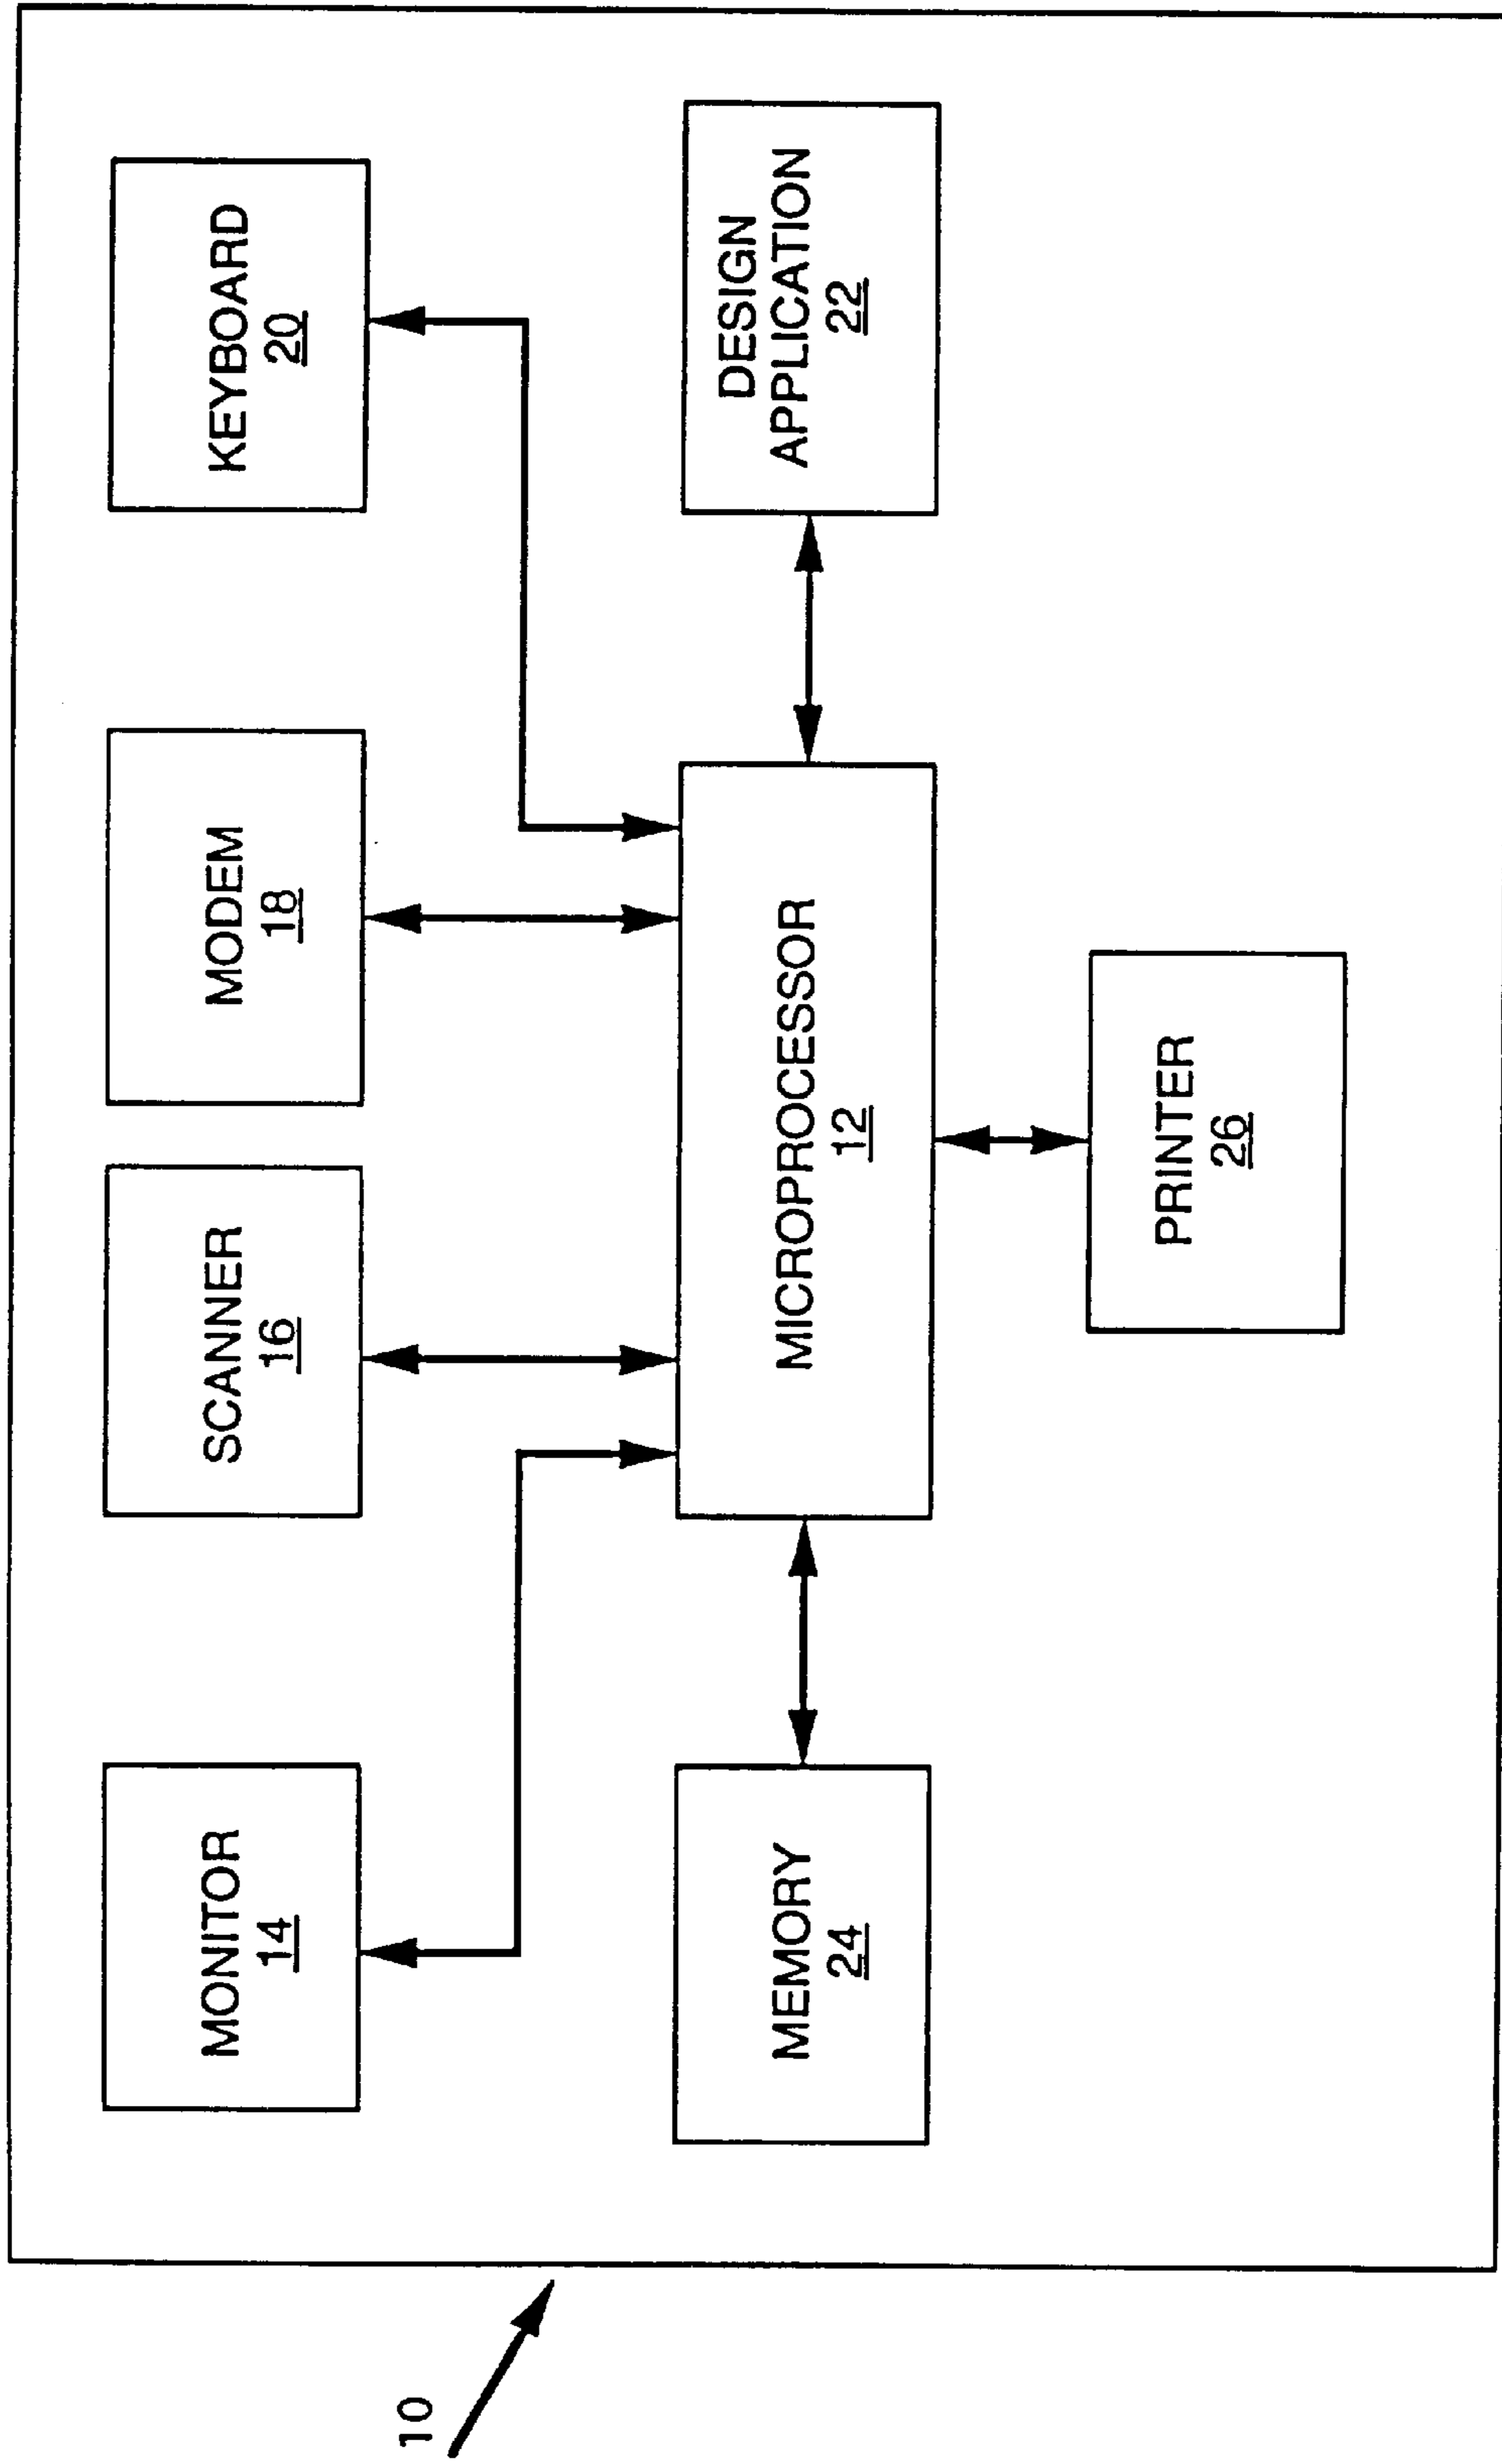 MONITOR
14
SCANNER
16
MODEM
18
KEYBOARD
20
MEMORY
24
MICROPROCESSOR
12
DESIGN
APPLICATION
22
PRINTER
26
10